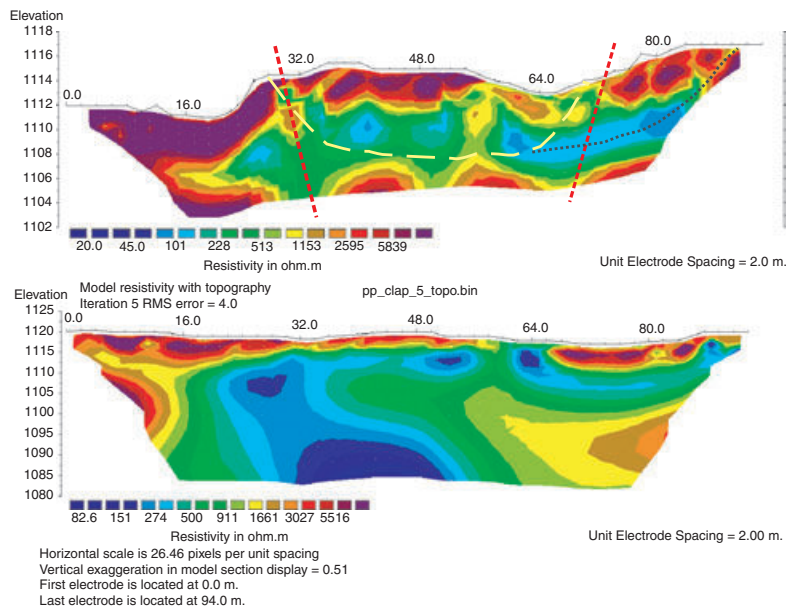 Elevation
1118
1116
1114
1112
1110
1108
1106
1104
1102
0.0
16.0
32.0
48.0
64.0
80.0
20.0 45.0 101 228 513 1153 2595 5839
Resistivity in ohm.m
Unit Electrode Spacing = 2.0 m.
Elevation
Model resistivity with topography
Iteration 5 RMS error = 4.0
pp_clap_5_topo.bin
1125
1120
1115
1110
1105
1100
1095
1090
1085
1080
0.0
16.0
32.0
48.0
64.0
80.0
82.6 151 274 500 911 1661 3027 5516
Resistivity in ohm.m
Unit Electrode Spacing = 2.00 m.
Horizontal scale is 26.46 pixels per unit spacing
Vertical exaggeration in model section display = 0.51
First electrode is located at 0.0 m.
Last electrode is located at 94.0 m.